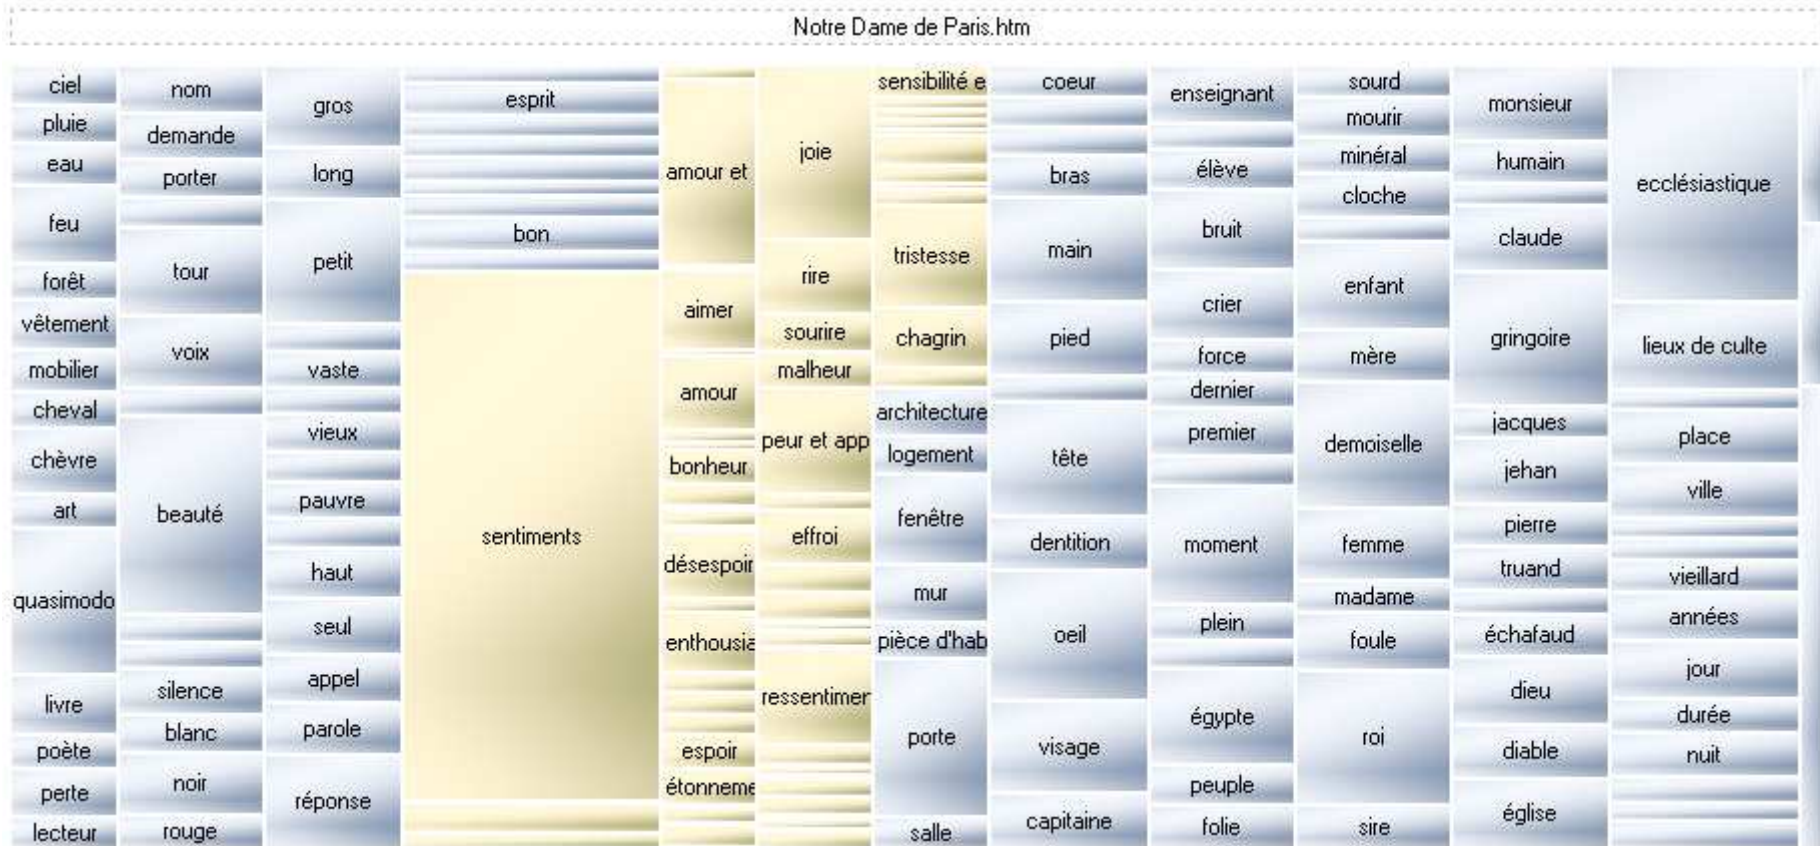 Notre Dame de Paris.htm
ciel
pluie
eau
feu
forêt
vêtement
mobilier
cheval
chèvre
art
quasimodo
livre
poète
perte
lecteur
nom
demande
porter
tour
voix
beauté
silence
blanc
noir
rouge
gros
long
petit
vaste
vieux
pauvre
haut
seul
appel
parole
réponse
esprit
bon
sentiments
amour et
aimer
amour
bonheur
désespoir
enthousia
espoir
étonneme
joie
rire
sourire
malheur
peur et app
effroi
ressentimer
sensibilité e
tristesse
chagrin
architecture
logement
fenêtre
mur
pièce d'hab
porte
salle
coeur
bras
main
pied
tête
dentition
oeil
visage
capitaine
enseignant
élève
bruit
crier
force
dernier
premier
moment
plein
égypte
peuple
folie
sourd
mourir
minéral
cloche
enfant
mère
demoiselle
femme
madame
foule
roi
sire
monsieur
humain
claude
gringoire
jacques
jehan
pierre
truand
échafaud
dieu
diable
église
ecclésiastique
lieux de culte
place
ville
vieillard
années
jour
durée
nuit